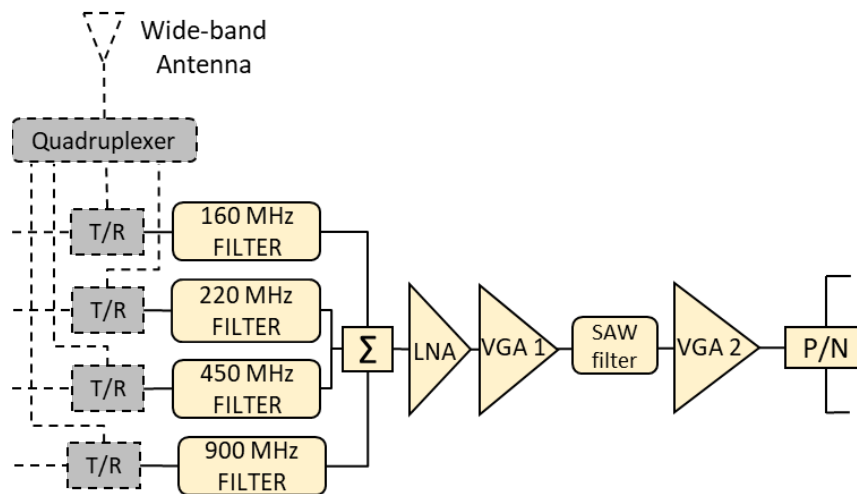 Wide-band
Antenna
Quadruplexer
T/R
160 MHz
FILTER
T/R
220 MHz
FILTER
T/R
450 MHz
FILTER
T/R
900 MHz
FILTER
Σ
LNA
VGA 1
SAW
filter
VGA 2
P/N